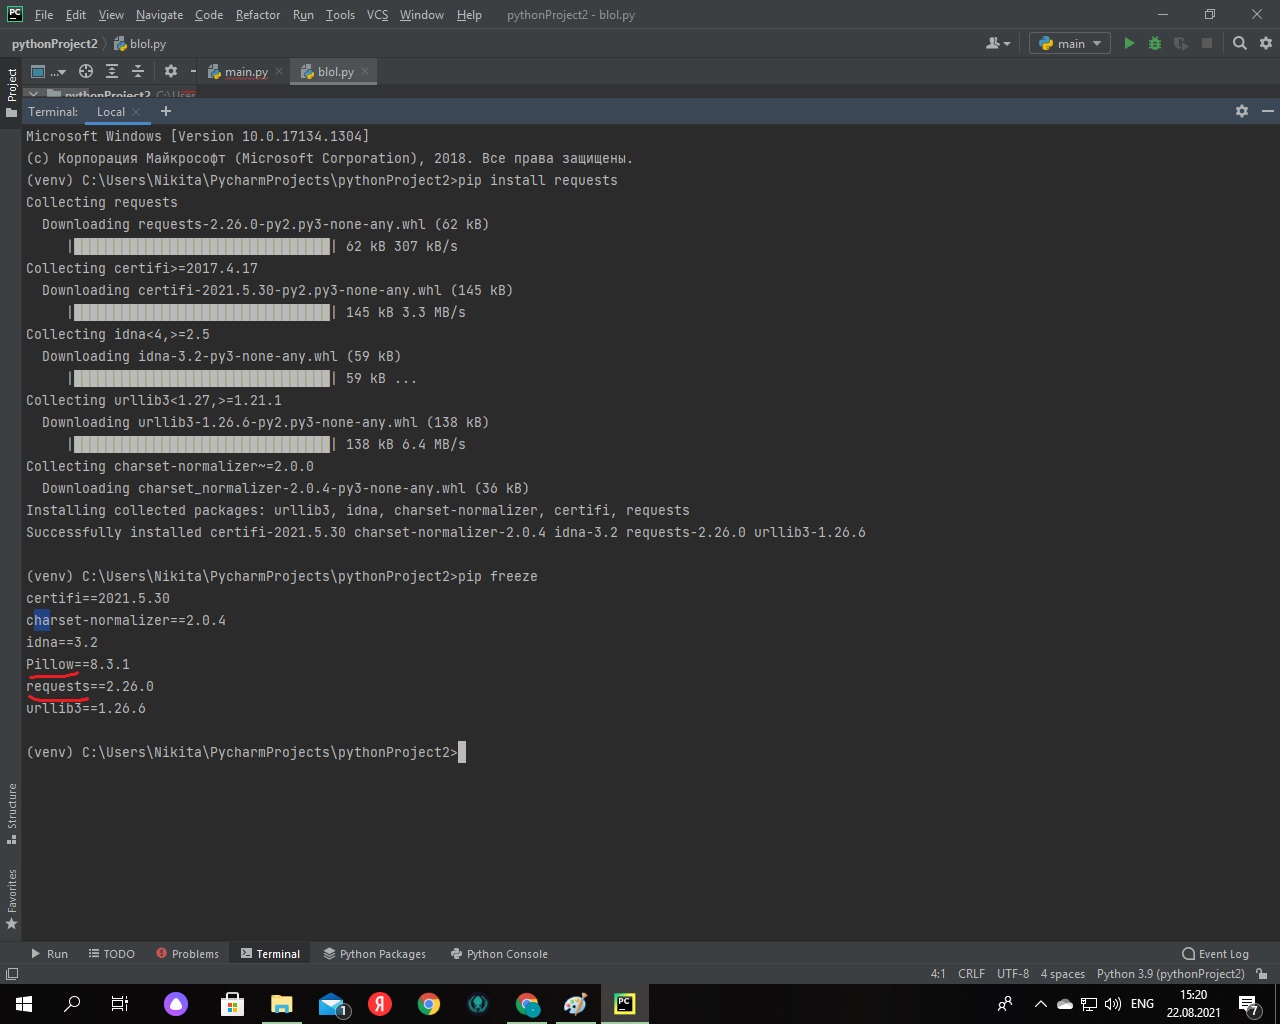 File Edit View Navigate Code Refactor Run Tools VCS Window Help pythonProject2 - blol.py
pythonProject2 blol.py main
... main.py blol.py
pythonProject2 C:\User
Project
Terminal: Local +
Microsoft Windows [Version 10.0.17134.1304]
(c) Корпорация Майкрософт (Microsoft Corporation), 2018. Все права защищены.
(venv) C:\Users\Nikita\PycharmProjects\pythonProject2>pip install requests
Collecting requests
Downloading requests-2.26.0-py2.py3-none-any.whl (62 kB)
| | 62 kB 307 kB/s
Collecting certifi>=2017.4.17
Downloading certifi-2021.5.30-py2.py3-none-any.whl (145 kB)
| | 145 kB 3.3 MB/s
Collecting idna<4,>=2.5
Downloading idna-3.2-py3-none-any.whl (59 kB)
| | 59 kB ...
Collecting urllib3<1.27,>=1.21.1
Downloading urllib3-1.26.6-py2.py3-none-any.whl (138 kB)
| | 138 kB 6.4 MB/s
Collecting charset-normalizer~=2.0.0
Downloading charset_normalizer-2.0.4-py3-none-any.whl (36 kB)
Installing collected packages: urllib3, idna, charset-normalizer, certifi, requests
Successfully installed certifi-2021.5.30 charset-normalizer-2.0.4 idna-3.2 requests-2.26.0 urllib3-1.26.6
(venv) C:\Users\Nikita\PycharmProjects\pythonProject2>pip freeze
certifi==2021.5.30
charset-normalizer==2.0.4
idna==3.2
Pillow==8.3.1
requests==2.26.0
urllib3==1.26.6
(venv) C:\Users\Nikita\PycharmProjects\pythonProject2>
Structure
Favorites
Run TODO Problems Terminal Python Packages Python Console Event Log
4:1 CRLF UTF-8 4 spaces Python 3.9 (pythonProject2)
1 Я PC ENG 15:20 7
22.08.2021